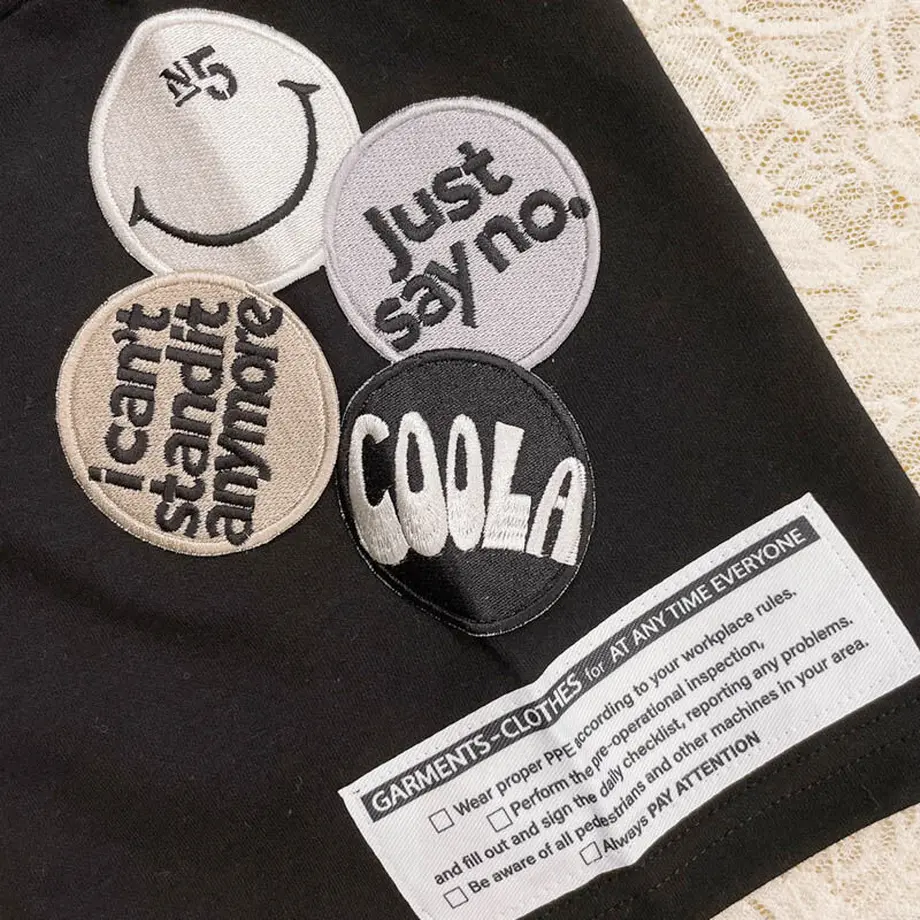 №5
Just
say no.
i can't
standit
anymore
COOLA
GARMENTS-CLOTHES for AT ANY TIME EVERYONE
☐ Wear proper PPE according to your workplace rules.
☐ Perform the pre-operational inspection,
and fill out and sign the daily checklist, reporting any problems.
☐ Be aware of all pedestrians and other machines in your area.
☐ Always PAY ATTENTION